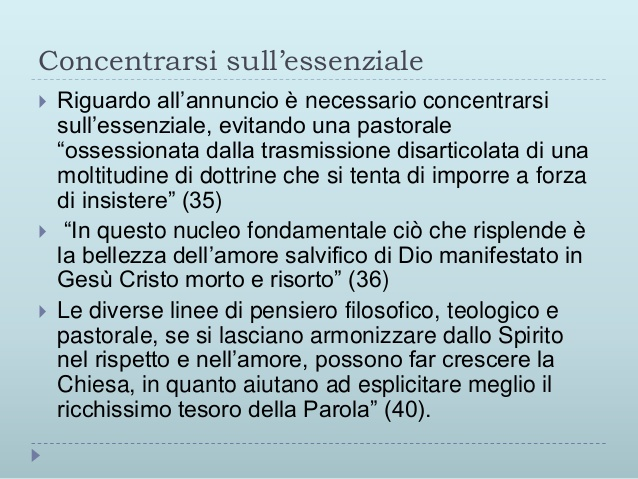 Concentrarsi sull’essenziale
Riguardo all’annuncio è necessario concentrarsi
sull’essenziale, evitando una pastorale
“ossessionata dalla trasmissione disarticolata di una
moltitudine di dottrine che si tenta di imporre a forza
di insistere” (35)
“In questo nucleo fondamentale ciò che risplende è
la bellezza dell’amore salvifico di Dio manifestato in
Gesù Cristo morto e risorto” (36)
Le diverse linee di pensiero filosofico, teologico e
pastorale, se si lasciano armonizzare dallo Spirito
nel rispetto e nell’amore, possono far crescere la
Chiesa, in quanto aiutano ad esplicitare meglio il
ricchissimo tesoro della Parola” (40).